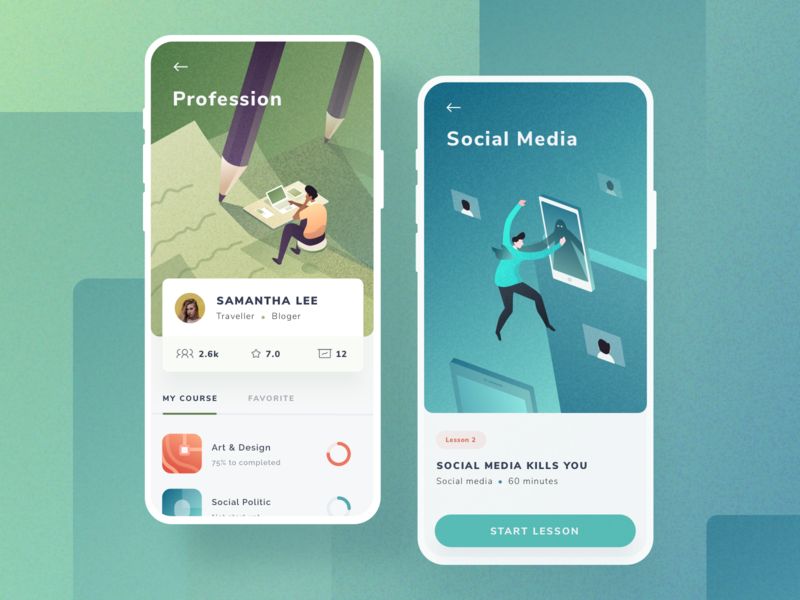 Profession
SAMANTHA LEE
Traveller • Bloger
2.6k
7.0
12
MY COURSE
FAVORITE
Art & Design
75% to completed
Social Politic
Social Media
Lesson 2
SOCIAL MEDIA KILLS YOU
Social media • 60 minutes
START LESSON